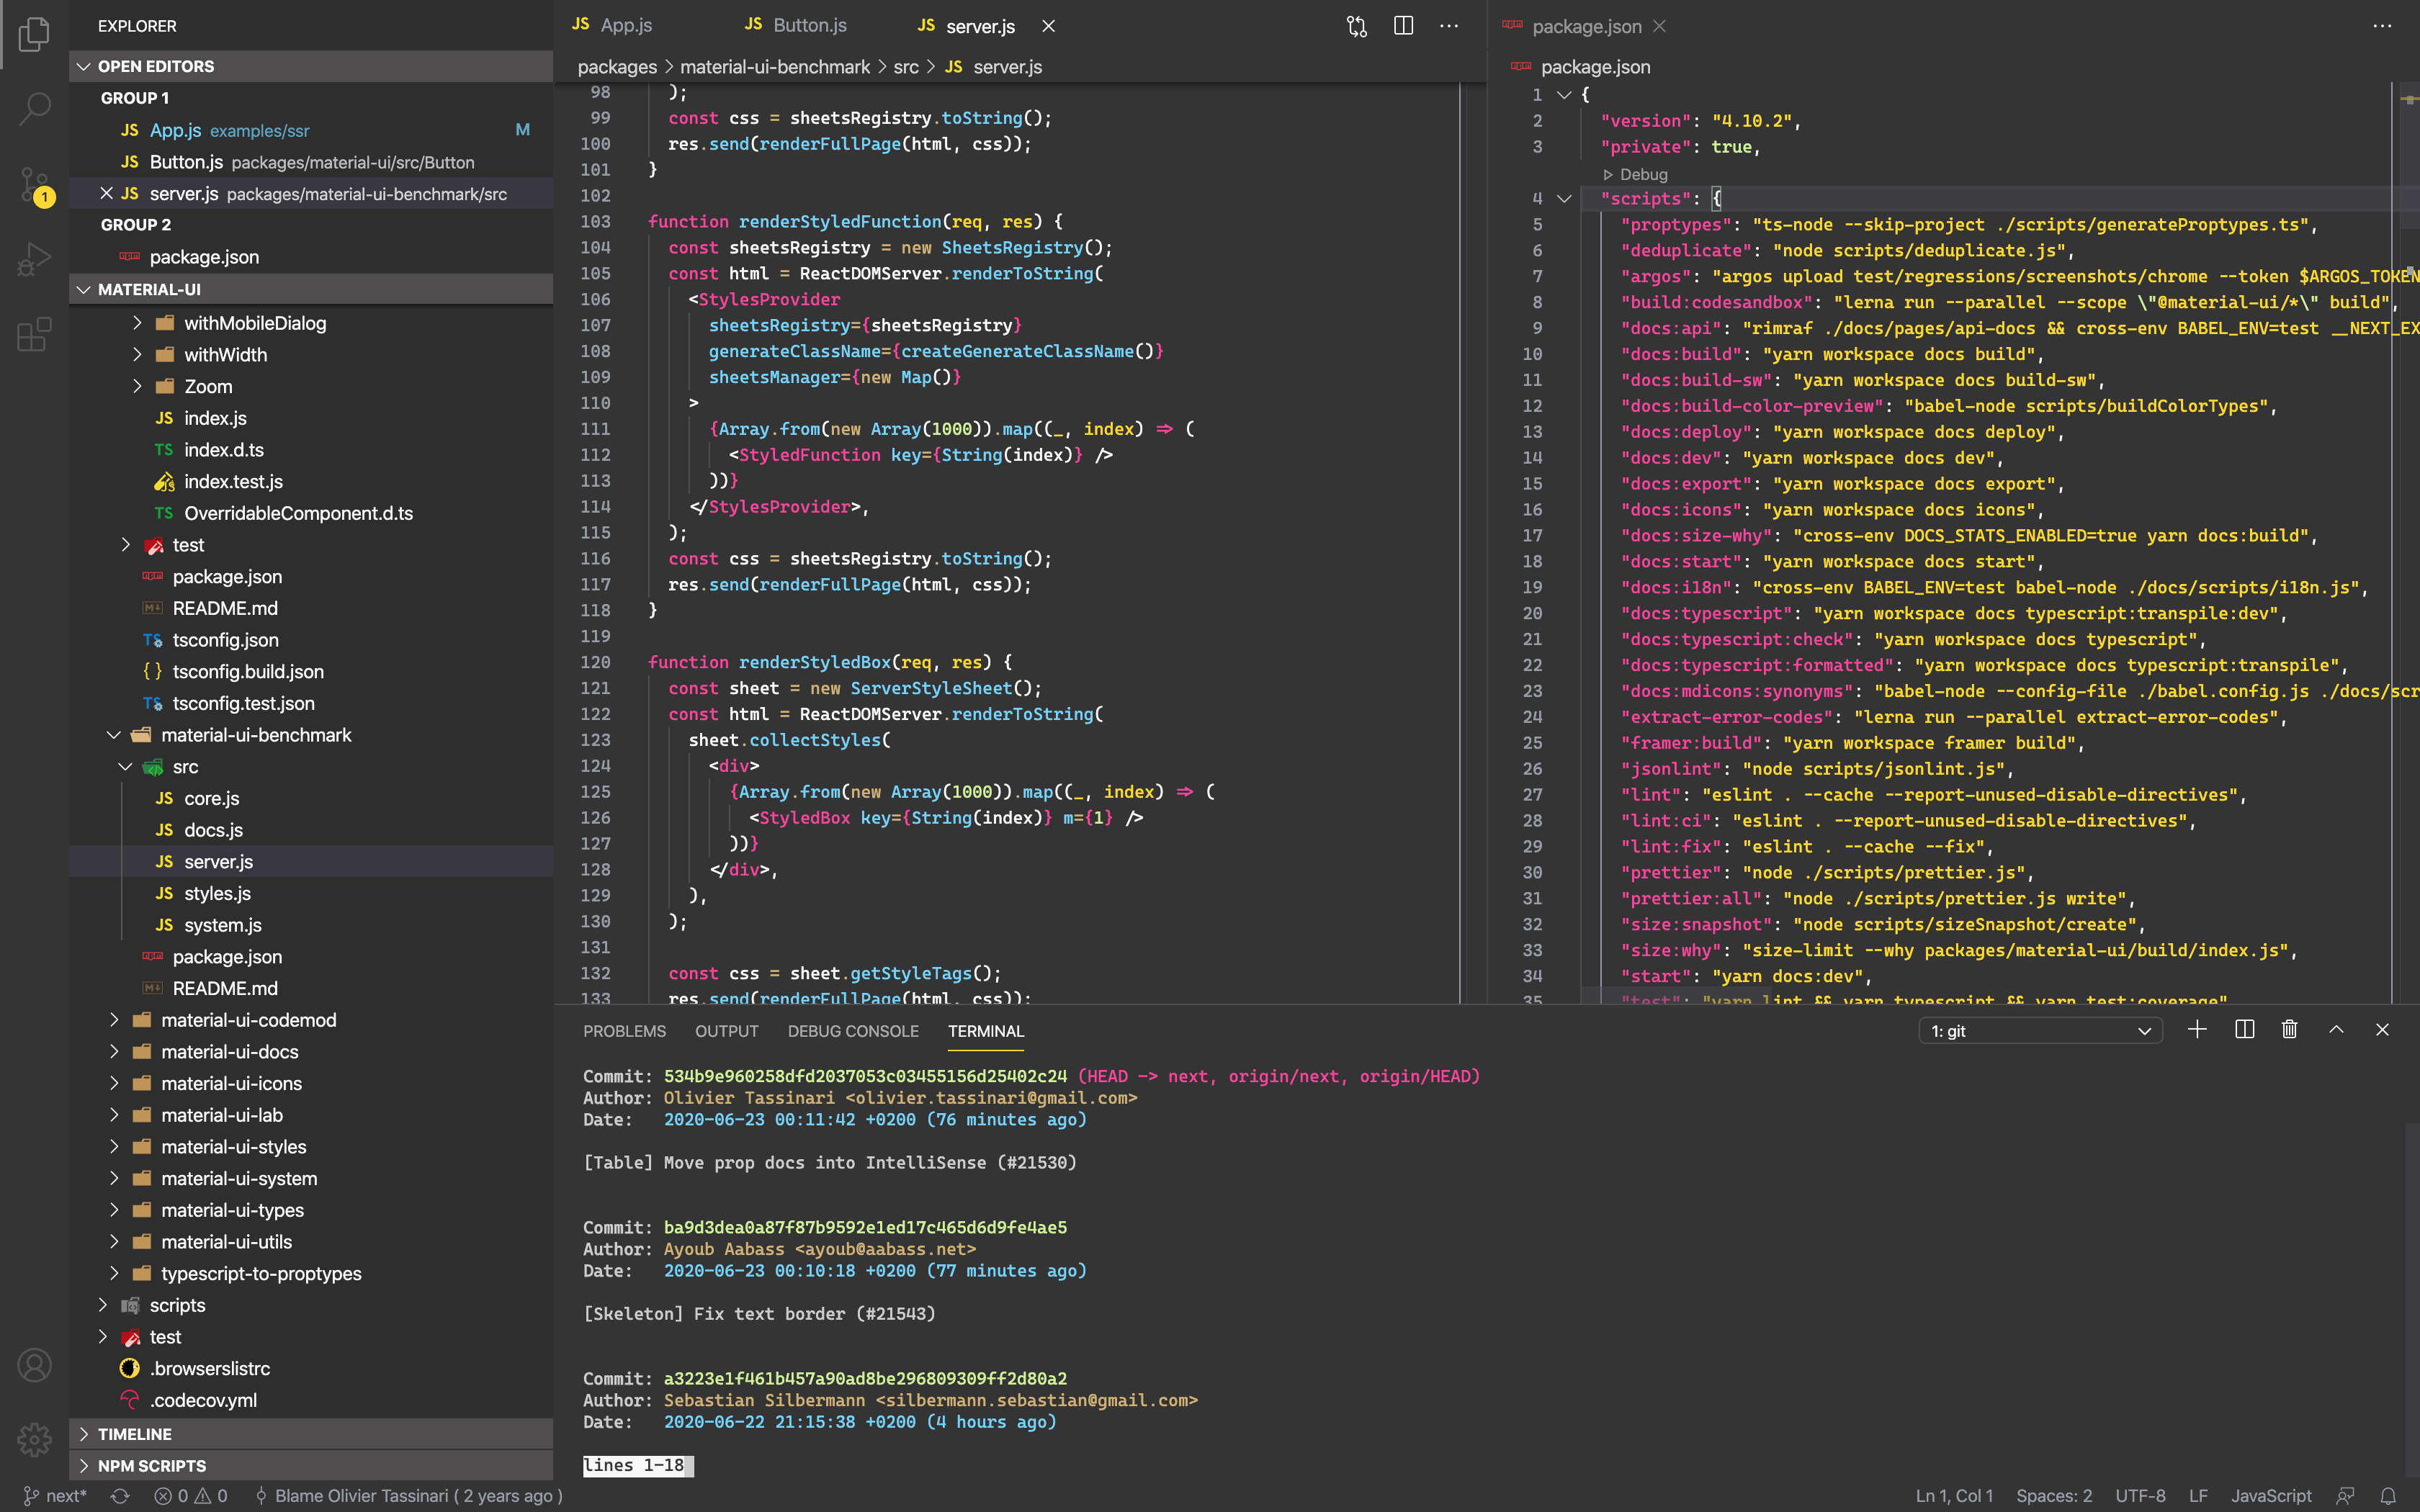 EXPLORER
OPEN EDITORS
GROUP 1
JS App.js examples/ssr M
JS Button.js packages/material-ui/src/Button
JS server.js packages/material-ui-benchmark/src
GROUP 2
package.json
MATERIAL-UI
withMobileDialog
withWidth
Zoom
JS index.js
TS index.d.ts
index.test.js
TS OverridableComponent.d.ts
test
package.json
README.md
TS tsconfig.json
{ } tsconfig.build.json
TS tsconfig.test.json
material-ui-benchmark
src
JS core.js
JS docs.js
JS server.js
JS styles.js
JS system.js
package.json
README.md
material-ui-codemod
material-ui-docs
material-ui-icons
material-ui-lab
material-ui-styles
material-ui-system
material-ui-types
material-ui-utils
typescript-to-proptypes
scripts
test
.browserslistrc
.codecov.yml
TIMELINE
NPM SCRIPTS
1
JS App.js JS Button.js JS server.js
packages > material-ui-benchmark > src > JS server.js
98 );
99 const css = sheetsRegistry.toString();
100 res.send(renderFullPage(html, css));
101 }
102
103 function renderStyledFunction(req, res) {
104 const sheetsRegistry = new SheetsRegistry();
105 const html = ReactDOMServer.renderToString(
106 <StylesProvider
107 sheetsRegistry={sheetsRegistry}
108 generateClassName={createGenerateClassName()}
109 sheetsManager={new Map()}
110 >
111 {Array.from(new Array(1000)).map((_, index) => (
112 <StyledFunction key={String(index)} />
113 ))}
114 </StylesProvider>,
115 );
116 const css = sheetsRegistry.toString();
117 res.send(renderFullPage(html, css));
118 }
119
120 function renderStyledBox(req, res) {
121 const sheet = new ServerStyleSheet();
122 const html = ReactDOMServer.renderToString(
123 sheet.collectStyles(
124 <div>
125 {Array.from(new Array(1000)).map((_, index) => (
126 <StyledBox key={String(index)} m={1} />
127 ))}
128 </div>,
129 ),
130 );
131
132 const css = sheet.getStyleTags();
133 res.send(renderFullPage(html, css));
package.json
package.json
1 {
2 "version": "4.10.2",
3 "private": true,
Debug
4 "scripts": {
5 "proptypes": "ts-node --skip-project ./scripts/generateProptypes.ts",
6 "deduplicate": "node scripts/deduplicate.js",
7 "argos": "argos upload test/regressions/screenshots/chrome --token $ARGOS_TOKEN
8 "build:codesandbox": "lerna run --parallel --scope \"@material-ui/*\" build",
9 "docs:api": "rimraf ./docs/pages/api-docs && cross-env BABEL_ENV=test __NEXT_EX
10 "docs:build": "yarn workspace docs build",
11 "docs:build-sw": "yarn workspace docs build-sw",
12 "docs:build-color-preview": "babel-node scripts/buildColorTypes",
13 "docs:deploy": "yarn workspace docs deploy",
14 "docs:dev": "yarn workspace docs dev",
15 "docs:export": "yarn workspace docs export",
16 "docs:icons": "yarn workspace docs icons",
17 "docs:size-why": "cross-env DOCS_STATS_ENABLED=true yarn docs:build",
18 "docs:start": "yarn workspace docs start",
19 "docs:i18n": "cross-env BABEL_ENV=test babel-node ./docs/scripts/i18n.js",
20 "docs:typescript": "yarn workspace docs typescript:transpile:dev",
21 "docs:typescript:check": "yarn workspace docs typescript",
22 "docs:typescript:formatted": "yarn workspace docs typescript:transpile",
23 "docs:mdicons:synonyms": "babel-node --config-file ./babel.config.js ./docs/scr
24 "extract-error-codes": "lerna run --parallel extract-error-codes",
25 "framer:build": "yarn workspace framer build",
26 "jsonlint": "node scripts/jsonlint.js",
27 "lint": "eslint . --cache --report-unused-disable-directives",
28 "lint:ci": "eslint . --report-unused-disable-directives",
29 "lint:fix": "eslint . --cache --fix",
30 "prettier": "node ./scripts/prettier.js",
31 "prettier:all": "node ./scripts/prettier.js write",
32 "size:snapshot": "node scripts/sizeSnapshot/create",
33 "size:why": "size-limit --why packages/material-ui/build/index.js",
34 "start": "yarn docs:dev",
35 "test": "yarn lint && yarn typescript && yarn test:coverage"
PROBLEMS OUTPUT DEBUG CONSOLE TERMINAL 1: git
Commit: 534b9e960258dfd2037053c03455156d25402c24 (HEAD -> next, origin/next, origin/HEAD)
Author: Olivier Tassinari <olivier.tassinari@gmail.com>
Date: 2020-06-23 00:11:42 +0200 (76 minutes ago)
[Table] Move prop docs into IntelliSense (#21530)
Commit: ba9d3dea0a87f87b9592e1ed17c465d6d9fe4ae5
Author: Ayoub Aabass <ayoub@aabass.net>
Date: 2020-06-23 00:10:18 +0200 (77 minutes ago)
[Skeleton] Fix text border (#21543)
Commit: a3223e1f461b457a90ad8be296809309ff2d80a2
Author: Sebastian Silbermann <silbermann.sebastian@gmail.com>
Date: 2020-06-22 21:15:38 +0200 (4 hours ago)
lines 1-18
next* 0 0 Blame Olivier Tassinari ( 2 years ago ) Ln 1, Col 1 Spaces: 2 UTF-8 LF JavaScript